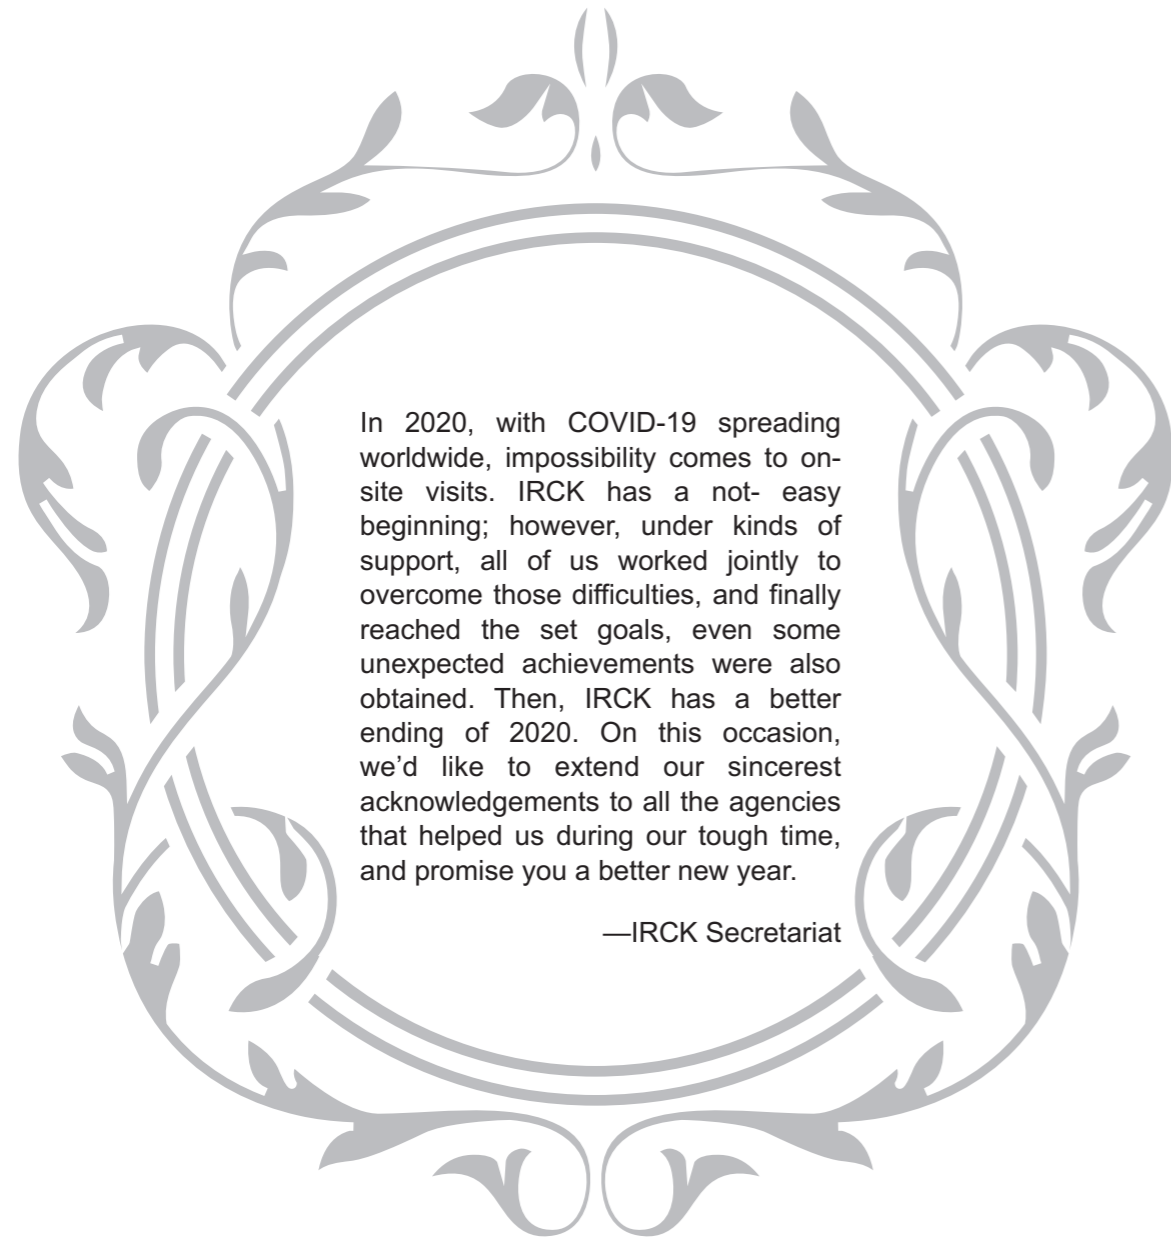 In 2020, with COVID-19 spreading
worldwide, impossibility comes to on-
site visits. IRCK has a not- easy
beginning; however, under kinds of
support, all of us worked jointly to
overcome those difficulties, and finally
reached the set goals, even some
unexpected achievements were also
obtained. Then, IRCK has a better
ending of 2020. On this occasion,
we’d like to extend our sincerest
acknowledgements to all the agencies
that helped us during our tough time,
and promise you a better new year.
—IRCK Secretariat